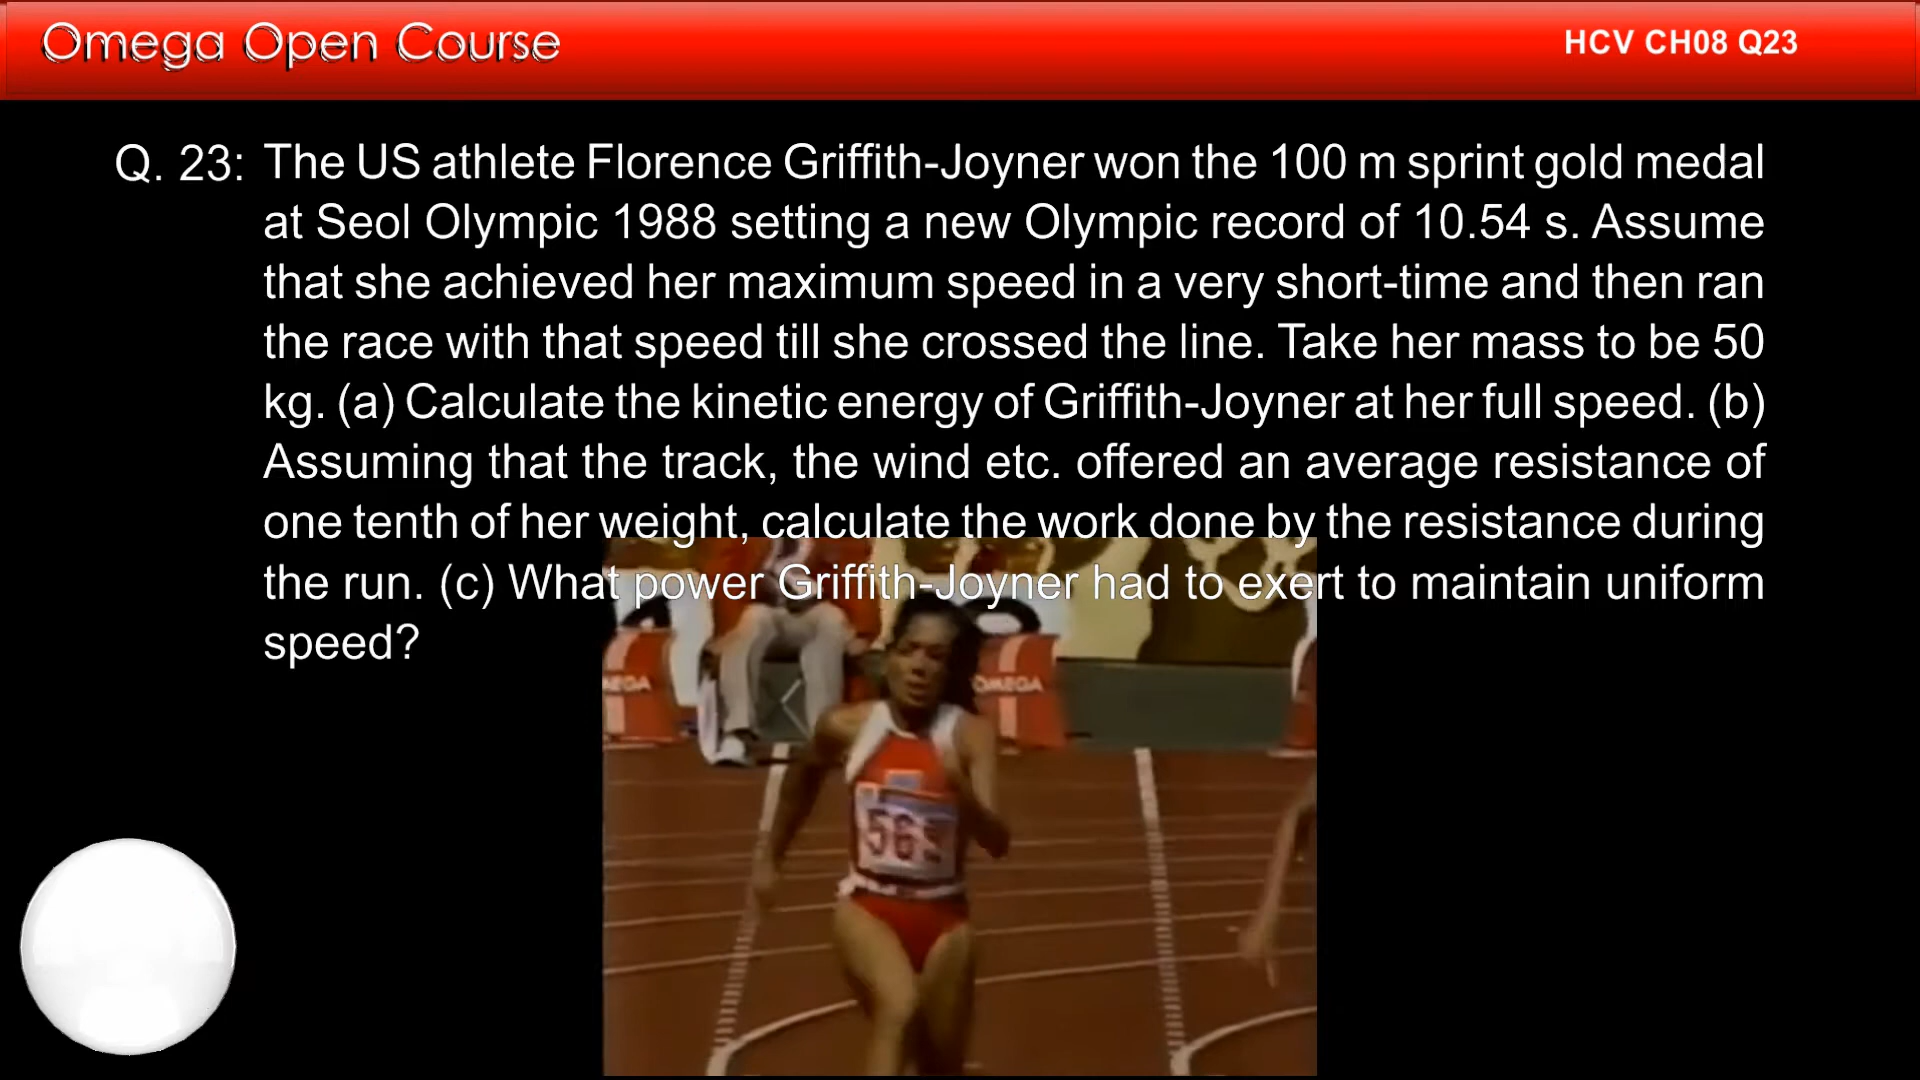 Omega Open Course
HCV CH08 Q23
Q. 23: The US athlete Florence Griffith-Joyner won the 100 m sprint gold medal
at Seol Olympic 1988 setting a new Olympic record of 10.54 s. Assume
that she achieved her maximum speed in a very short-time and then ran
the race with that speed till she crossed the line. Take her mass to be 50
kg. (a) Calculate the kinetic energy of Griffith-Joyner at her full speed. (b)
Assuming that the track, the wind etc. offered an average resistance of
one tenth of her weight, calculate the work done by the resistance during
the run. (c) What power Griffith-Joyner had to exert to maintain uniform
speed?
OMEGA